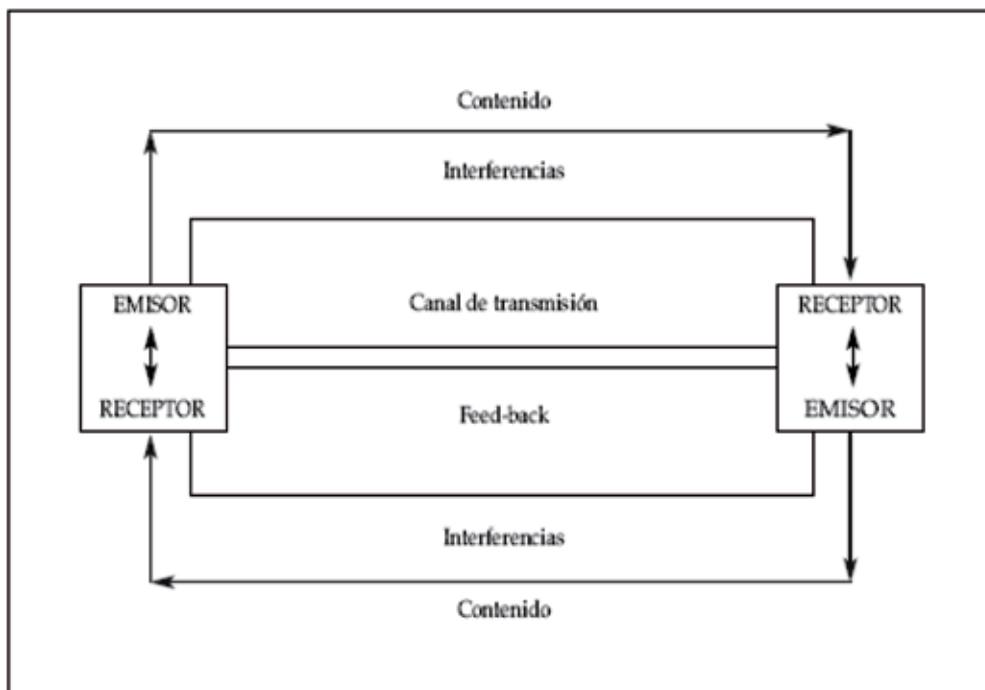 Contenido
Interferencias
EMISOR
Canal de transmisión
RECEPTOR
RECEPTOR
Feed-back
EMISOR
Interferencias
Contenido